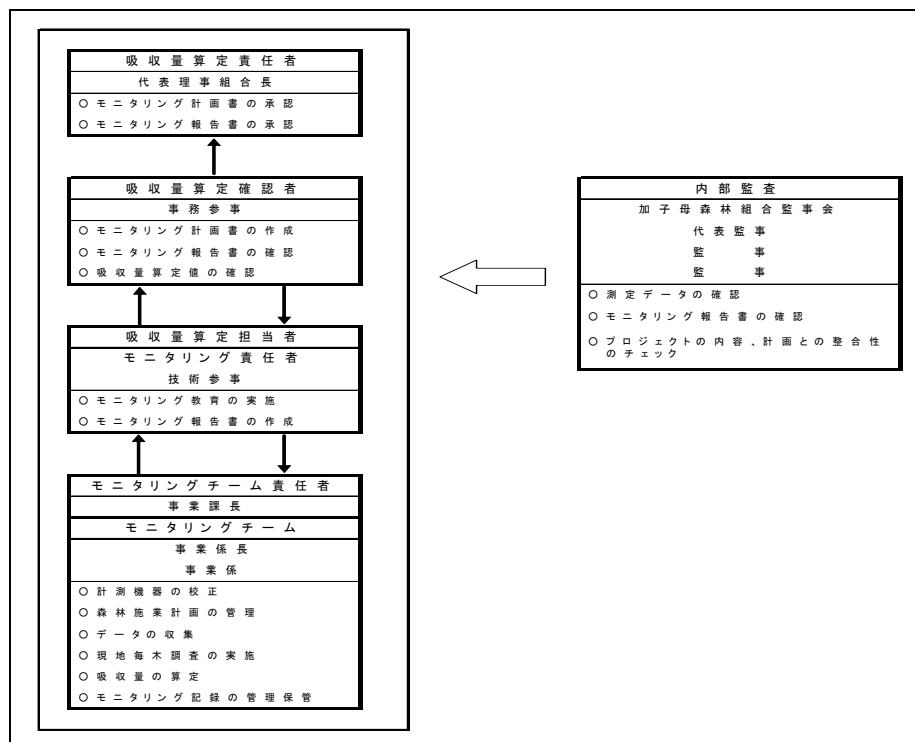 吸収量算定責任者
代表理事組合長
○モニタリング計画書の承認
○モニタリング報告書の承認
吸収量算定確認者
事務参事
○モニタリング計画書の作成
○モニタリング報告書の確認
○吸収量算定値の確認
吸収量算定担当者
モニタリング責任者
技術参事
○モニタリング教育の実施
○モニタリング報告書の作成
モニタリングチーム責任者
事業課長
モニタリングチーム
事業係長
事業係
○計測機器の校正
○森林施業計画の管理
○データの収集
○現地毎木調査の実施
○吸収量の算定
○モニタリング記録の管理保管
内部監査
加子母森林組合監事会
代表監事
監　事
監　事
○測定データの確認
○モニタリング報告書の確認
○プロジェクトの内容、計画との整合性
のチェック